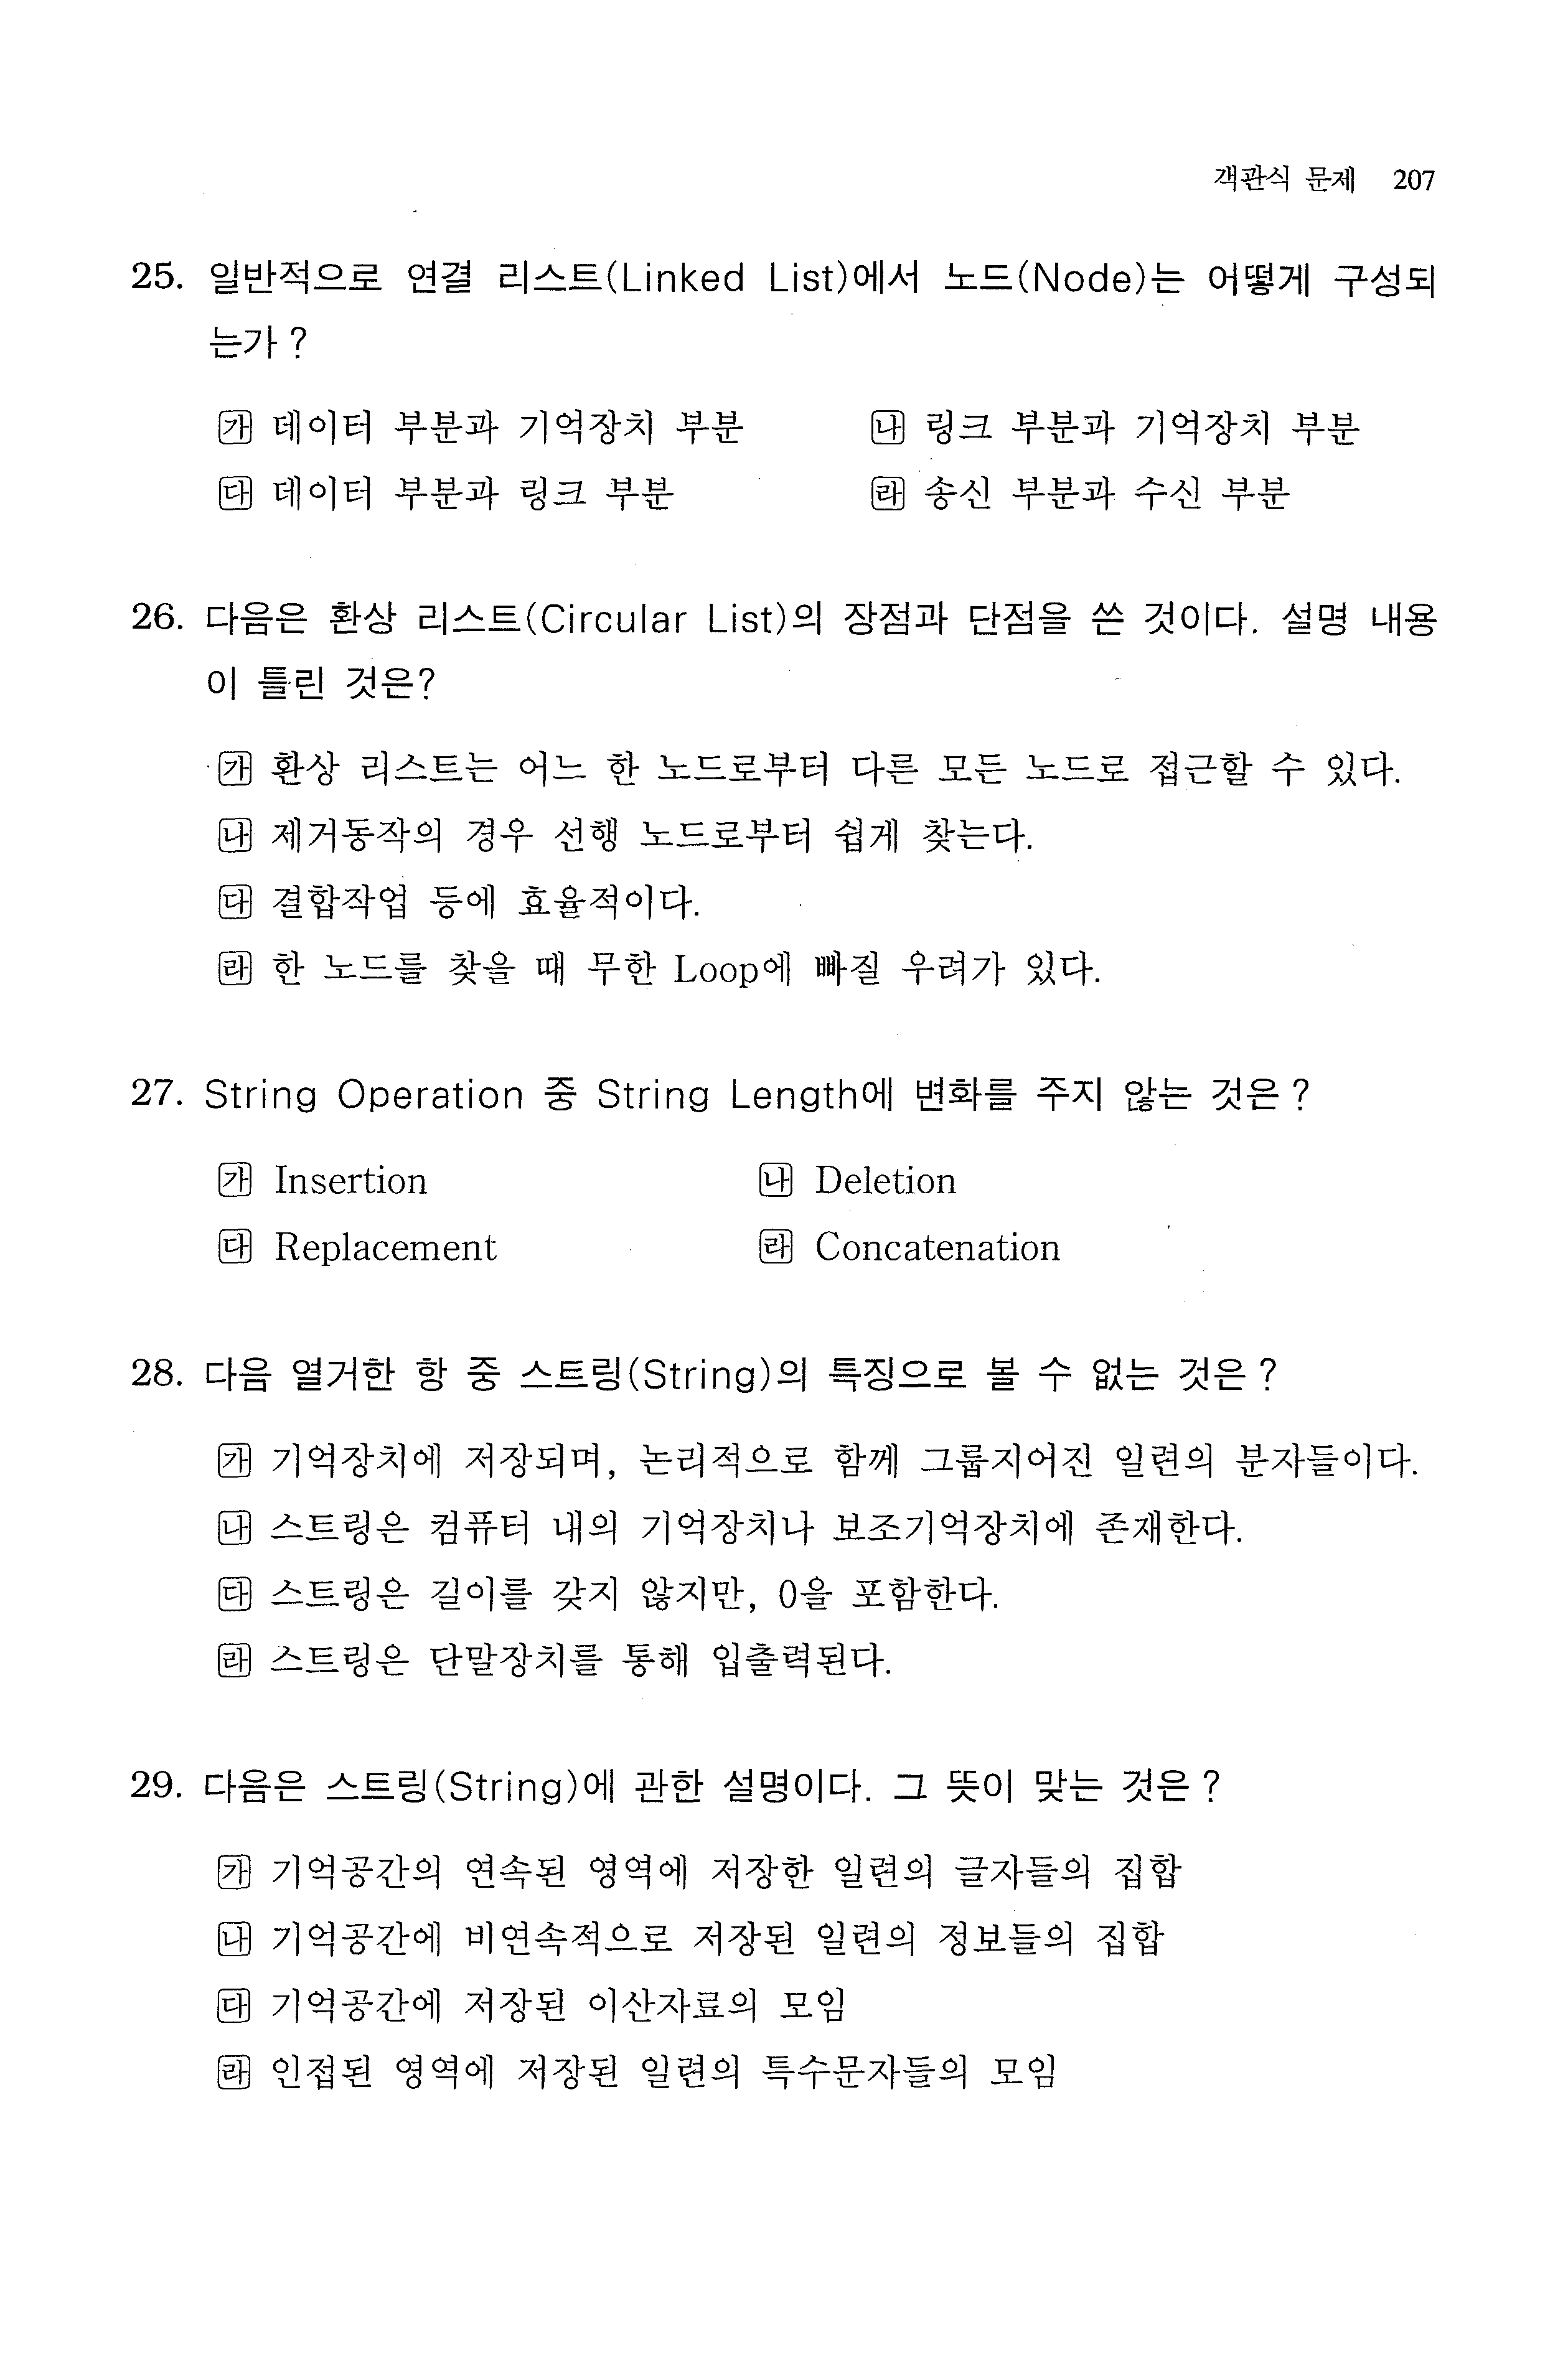 객관식 문제 207
25. 일반적으로 연결 리스트(Linked List)에서 노드(Node)는 어떻게 구성되
는가?
㉮ 데이터 부분과 기억장치 부분 ㉯ 링크 부분과 기억장치 부분
㉰ 데이터 부분과 링크 부분 ㉱ 송신 부분과 수신 부분
26. 다음은 환상 리스트(Circular List)의 장점과 단점을 쓴 것이다. 설명 내용
이 틀린 것은?
㉮ 환상 리스트는 어느 한 노드로부터 다른 모든 노드로 접근할 수 있다.
㉯ 제거동작의 경우 선행 노드로부터 쉽게 찾는다.
㉰ 결합작업 등에 효율적이다.
㉱ 한 노드를 찾을 때 무한 Loop에 빠질 우려가 있다.
27. String Operation 중 String Length에 변화를 주지 않는 것은?
㉮ Insertion ㉯ Deletion
㉰ Replacement ㉱ Concatenation
28. 다음 열거한 항 중 스트링(String)의 특징으로 볼 수 없는 것은?
㉮ 기억장치에 저장되며, 논리적으로 함께 그룹지어진 일련의 문자들이다.
㉯ 스트링은 컴퓨터 내의 기억장치나 보조기억장치에 존재한다.
㉰ 스트링은 길이를 갖지 않지만, 0을 포함한다.
㉱ 스트링은 단말장치를 통해 입출력된다.
29. 다음은 스트링(String)에 관한 설명이다. 그 뜻이 맞는 것은?
㉮ 기억공간의 연속된 영역에 저장한 일련의 글자들의 집합
㉯ 기억공간에 비연속적으로 저장된 일련의 정보들의 집합
㉰ 기억공간에 저장된 이산자료의 모임
㉱ 인접된 영역에 저장된 일련의 특수문자들의 모임